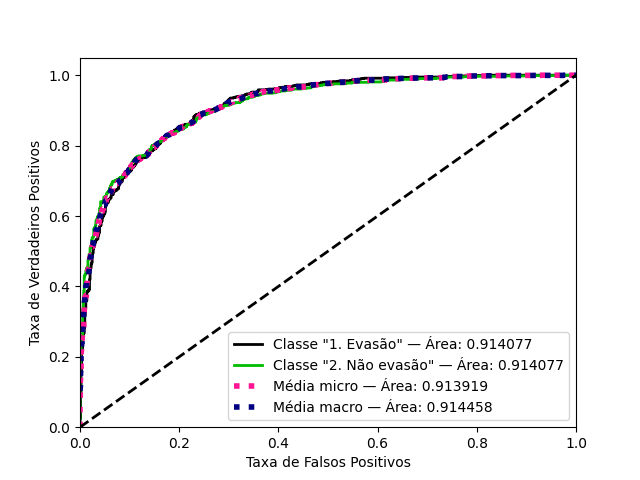 1.0
0.8
0.6
0.4
0.2
0.0
Taxa de Verdadeiros Positivos
Classe "1. Evasão" — Área: 0.914077
Classe "2. Não evasão" — Área: 0.914077
Média micro — Área: 0.913919
Média macro — Área: 0.914458
0.0 0.2 0.4 0.6 0.8 1.0
Taxa de Falsos Positivos